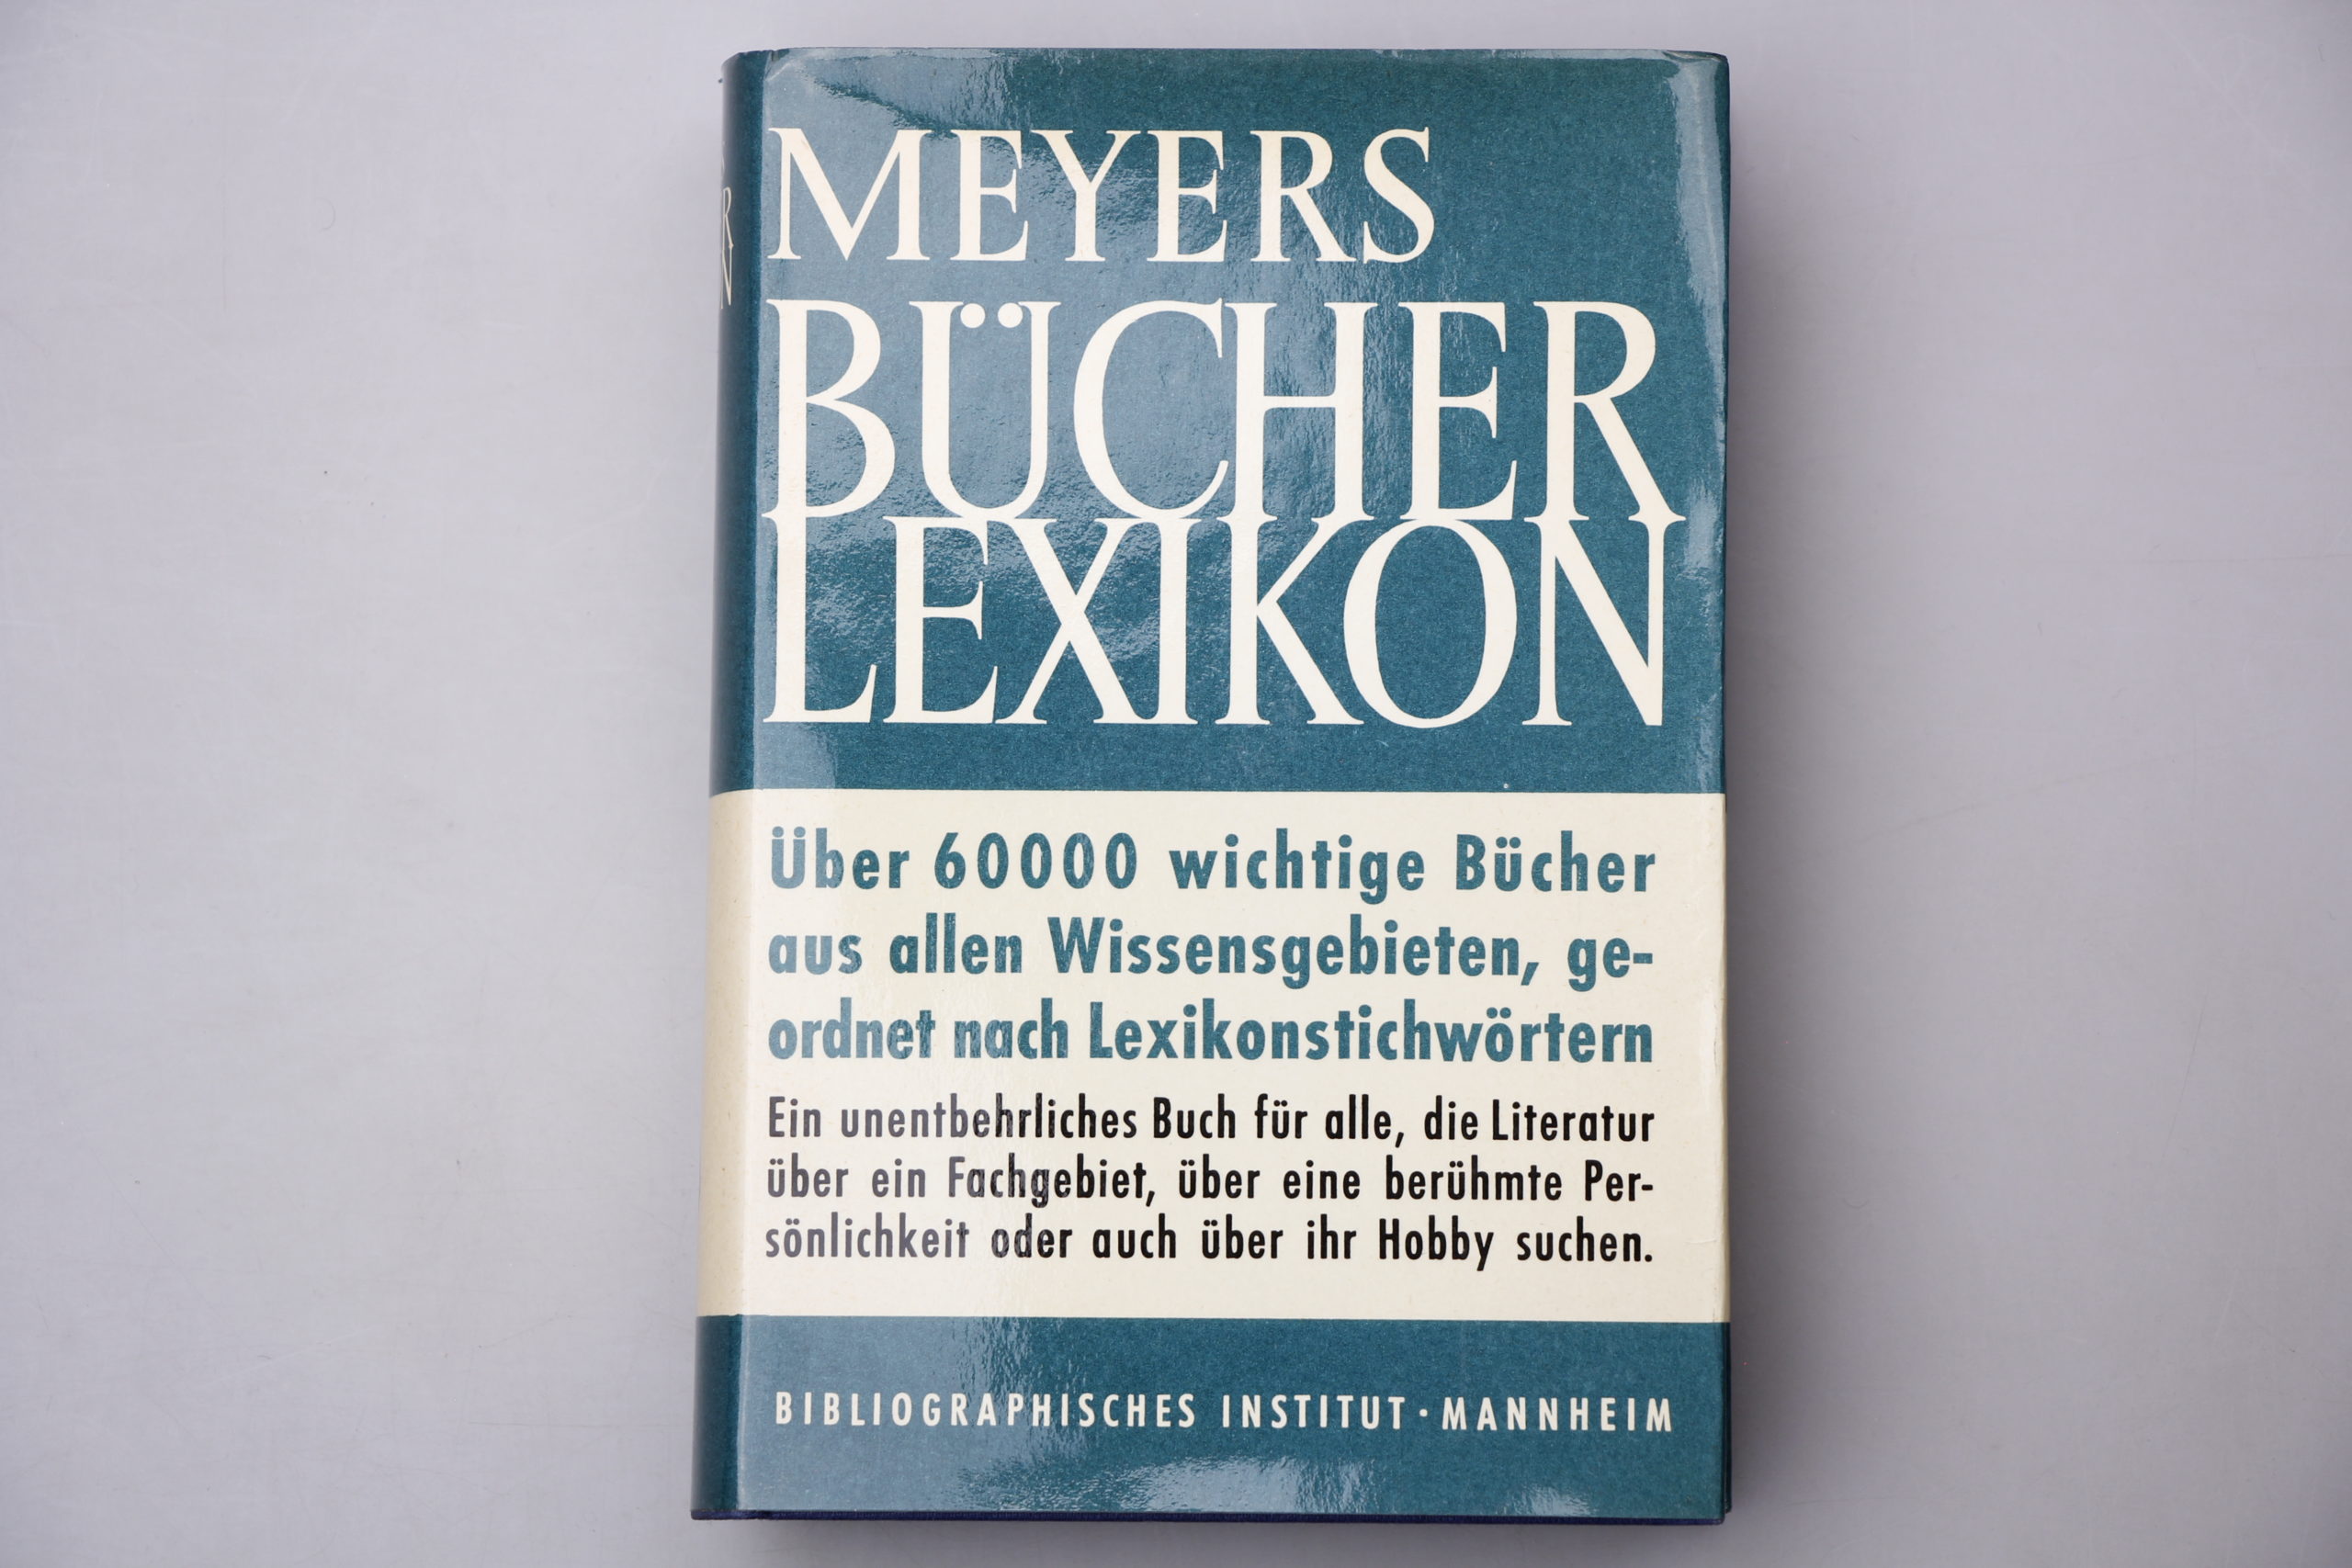 MEYERS
BÜCHER
LEXIKON
Über 60000 wichtige Bücher
aus allen Wissensgebieten, ge-
ordnet nach Lexikonstichwörtern
Ein unentbehrliches Buch für alle, die Literatur
über ein Fachgebiet, über eine berühmte Per-
sönlichkeit oder auch über ihr Hobby suchen.
BIBLIOGRAPHISCHES INSTITUT · MANNHEIM